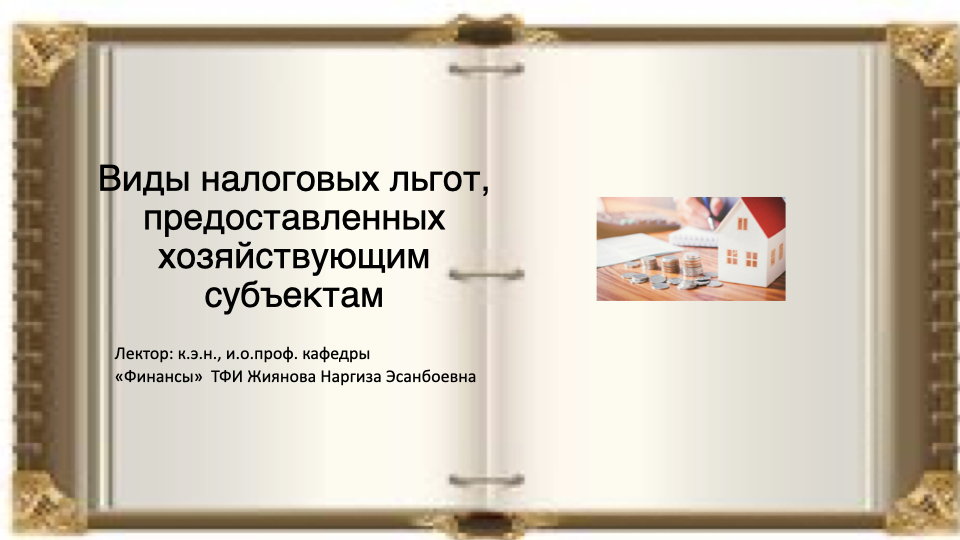 Виды налоговых льгот,
предоставленных
хозяйствующим
субъектам
Лектор: к.э.н., и.о.проф. кафедры
«Финансы» ТФИ Жиянова Наргиза Эсанбоевна